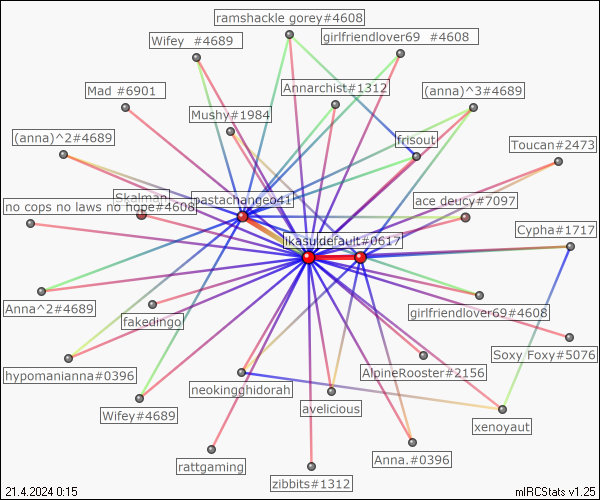 ramshackle gorey#4608
Wifey #4689
girlfriendlover69 #4608
Mad #6901
Annarchist#1312
(anna)^3#4689
Mushy#1984
(anna)^2#4689
frisout
Toucan#2473
Skalman
pastachangeo41
ace deucy#7097
no cops no laws no hope#4608
Cypha#1717
default#0617
Anna^2#4689
girlfriendlover69#4608
fakedingo
Soxy Foxy#5076
hypomanianna#0396
AlpineRooster#2156
neokingghidorah
Wifey#4689
avelicious
xenoyaut
Anna.#0396
rattgaming
zibbits#1312
21.4.2024 0:15
mIRCStats v1.25